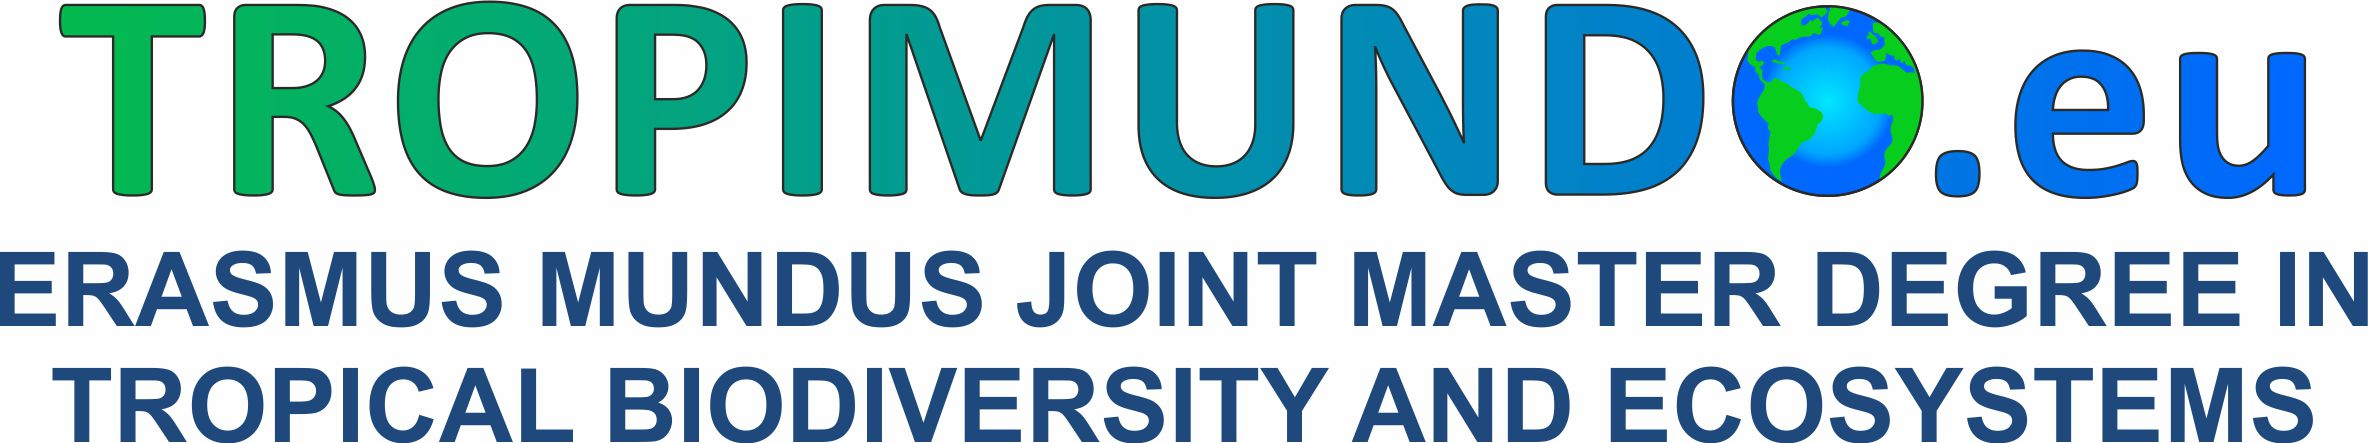 TROPIMUNDO.eu
ERASMUS MUNDUS JOINT MASTER DEGREE IN
TROPICAL BIODIVERSITY AND ECOSYSTEMS